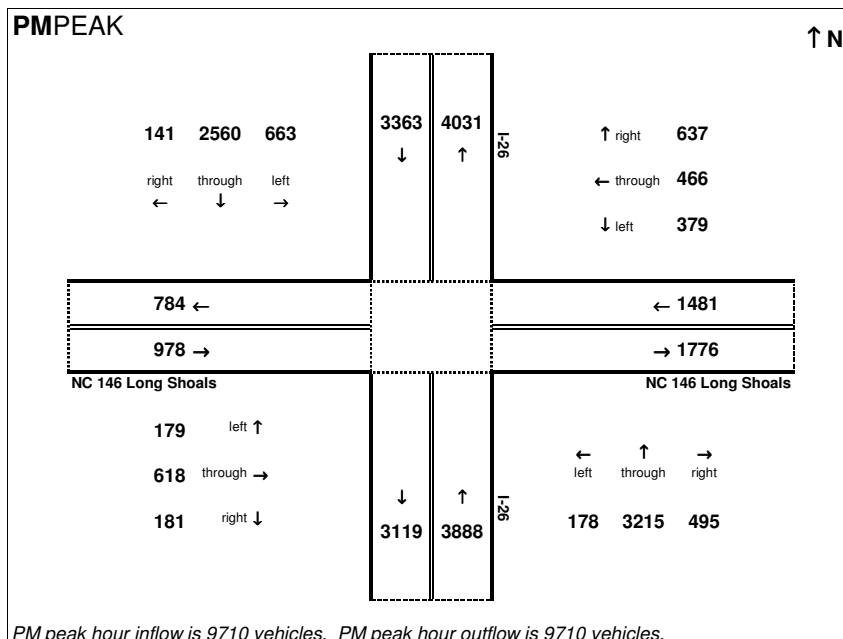 PMPEAK
↑ N
141 2560 663
right through left
← ↓ →
3363 4031
↓ ↑
I-26
↑ right 637
← through 466
↓ left 379
784 ←
← 1481
978 →
→ 1776
NC 146 Long Shoals
NC 146 Long Shoals
179 left ↑
618 through →
181 right ↓
↓ ↑
3119 3888
I-26
← ↑ →
left through right
178 3215 495
PM peak hour inflow is 9710 vehicles. PM peak hour outflow is 9710 vehicles.